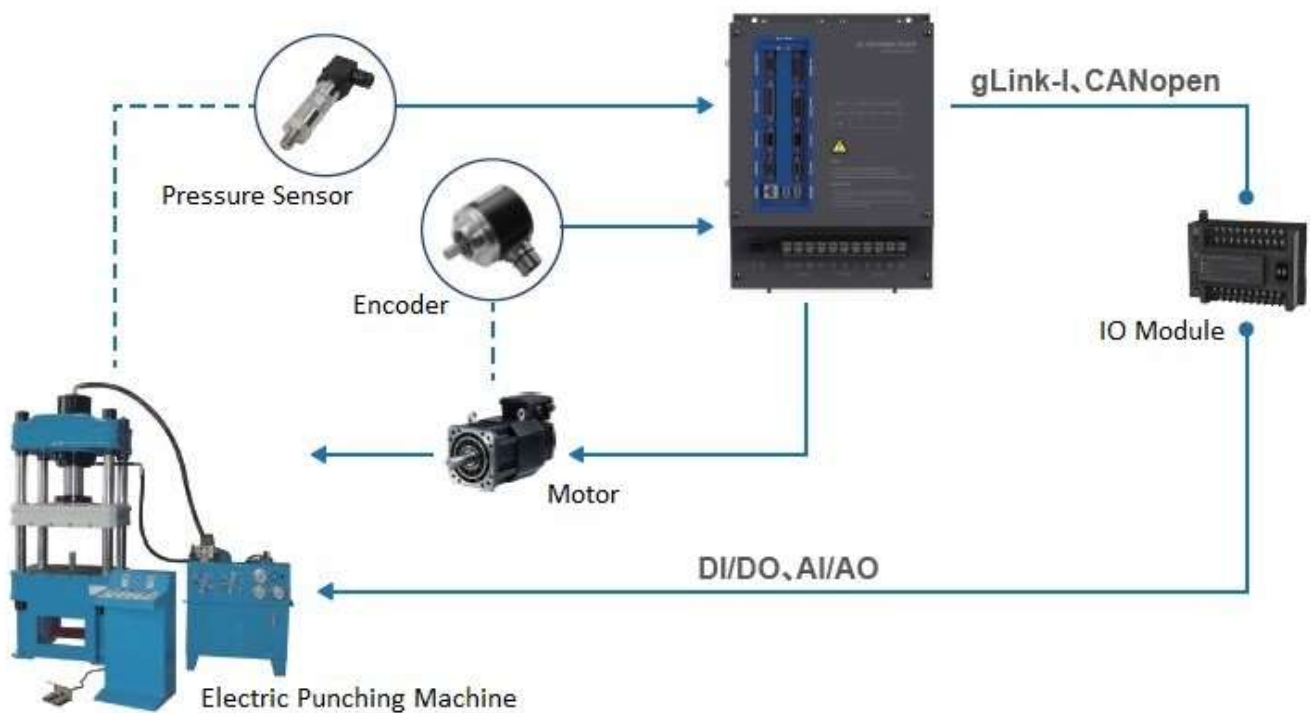 gLink-I、CANopen
Pressure Sensor
Encoder
IO Module
Motor
DI/DO、AI/AO
Electric Punching Machine